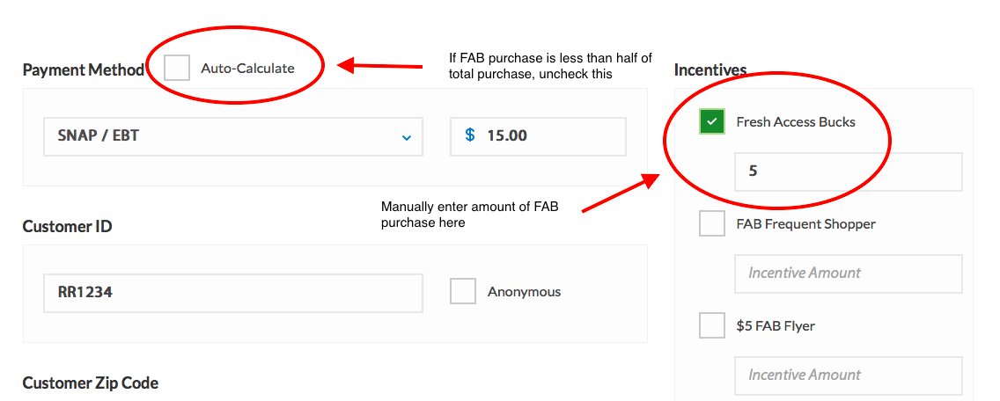 Payment Method
Auto-Calculate
If FAB purchase is less than half of
total purchase, uncheck this
SNAP / EBT
$ 15.00
Manually enter amount of FAB
purchase here
Customer ID
RR1234
Anonymous
Customer Zip Code
Incentives
Fresh Access Bucks
5
FAB Frequent Shopper
Incentive Amount
$5 FAB Flyer
Incentive Amount